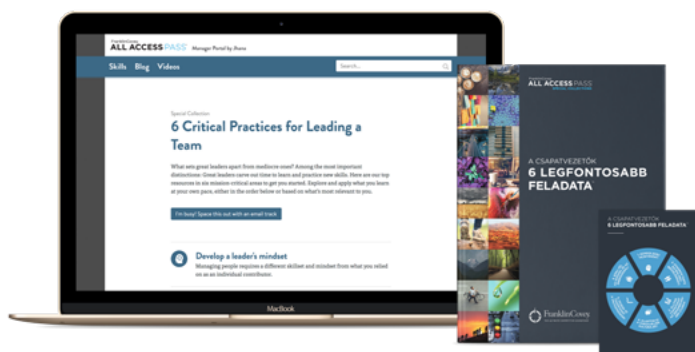 FranklinCovey
ALL ACCESS PASS Manager Portal by Jhana
Skills Blog Videos
Search...
Special Collection
6 Critical Practices for Leading a
Team
What sets great leaders apart from mediocre ones? Among the most important
distinctions: Great leaders carve out time to learn and practice new skills. Here are our top
resources in six mission-critical areas to get you started. Explore and apply what you learn
at your own pace, either in the order below or based on what's most relevant to you.
I'm busy! Space this out with an email track
Develop a leader's mindset
Managing people requires a different skillset and mindset from what you relied
on as an individual contributor.
MacBook
ALL ACCESS PASS
A CSAPATVEZETŐK
6 LEGFONTOSABB
FELADATA
FranklinCovey
A CSAPATVEZETŐK
6 LEGFONTOSABB FELADATA